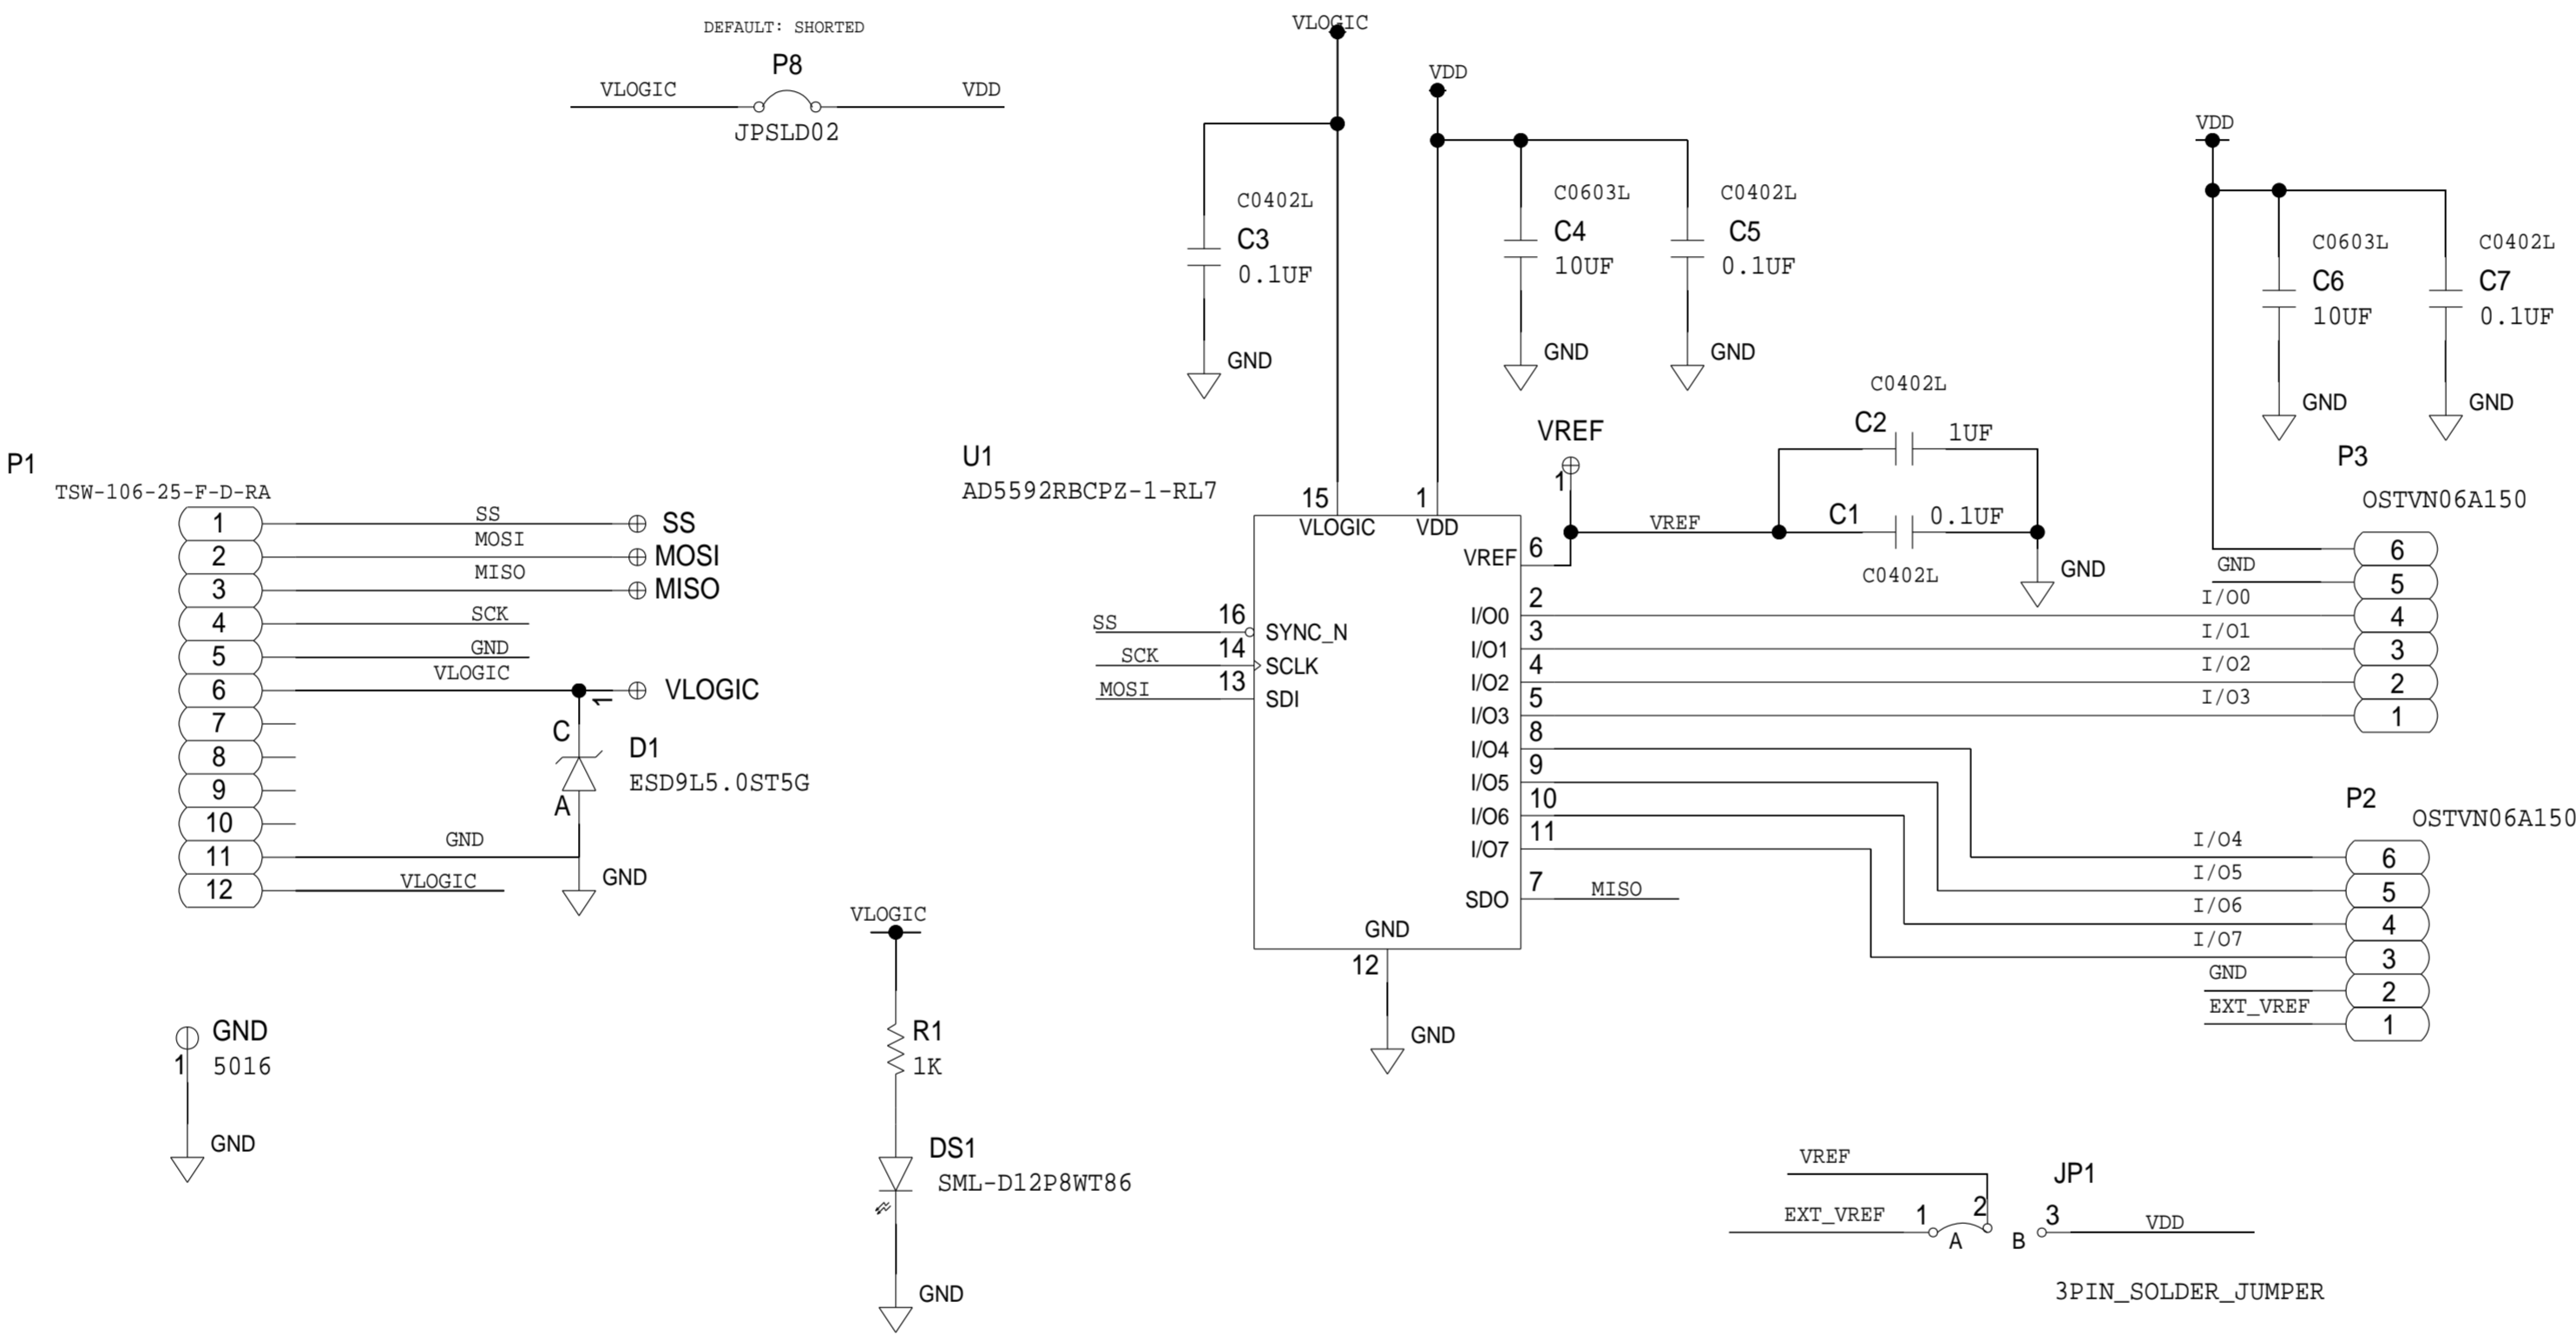 DEFAULT: SHORTED
P8
VLOGIC VDD
JPSLD02
VLOGIC
VDD
C0402L
C3
0.1UF
GND
C0603L
C4
10UF
GND
C0402L
C5
0.1UF
GND
VDD
C0603L
C6
10UF
GND
C0402L
C7
0.1UF
GND
P1
TSW-106-25-F-D-RA
1 SS SS
2 MOSI MOSI
3 MISO MISO
4 SCK
5 GND
6 VLOGIC 1 VLOGIC
7
8
9
10
11 GND
12 VLOGIC
C
D1
ESD9L5.0ST5G
A
GND
U1
AD5592RBCPZ-1-RL7
15 1
VLOGIC VDD
VREF 6
SS 16 SYNC_N
SCK 14 SCLK
MOSI 13 SDI
I/O0 2
I/O1 3
I/O2 4
I/O3 5
I/O4 8
I/O5 9
I/O6 10
I/O7 11
SDO 7 MISO
GND
12
GND
VREF
1
VREF
C0402L
C2 1UF
C1 0.1UF
C0402L
GND
P3
OSTVN06A150
6
GND 5
I/O0 4
I/O1 3
I/O2 2
I/O3 1
P2
OSTVN06A150
I/O4 6
I/O5 5
I/O6 4
I/O7 3
GND 2
EXT_VREF 1
GND
1 5016
GND
VLOGIC
R1
1K
DS1
SML-D12P8WT86
GND
VREF
JP1
EXT_VREF 1 2 3 VDD
A B
3PIN_SOLDER_JUMPER